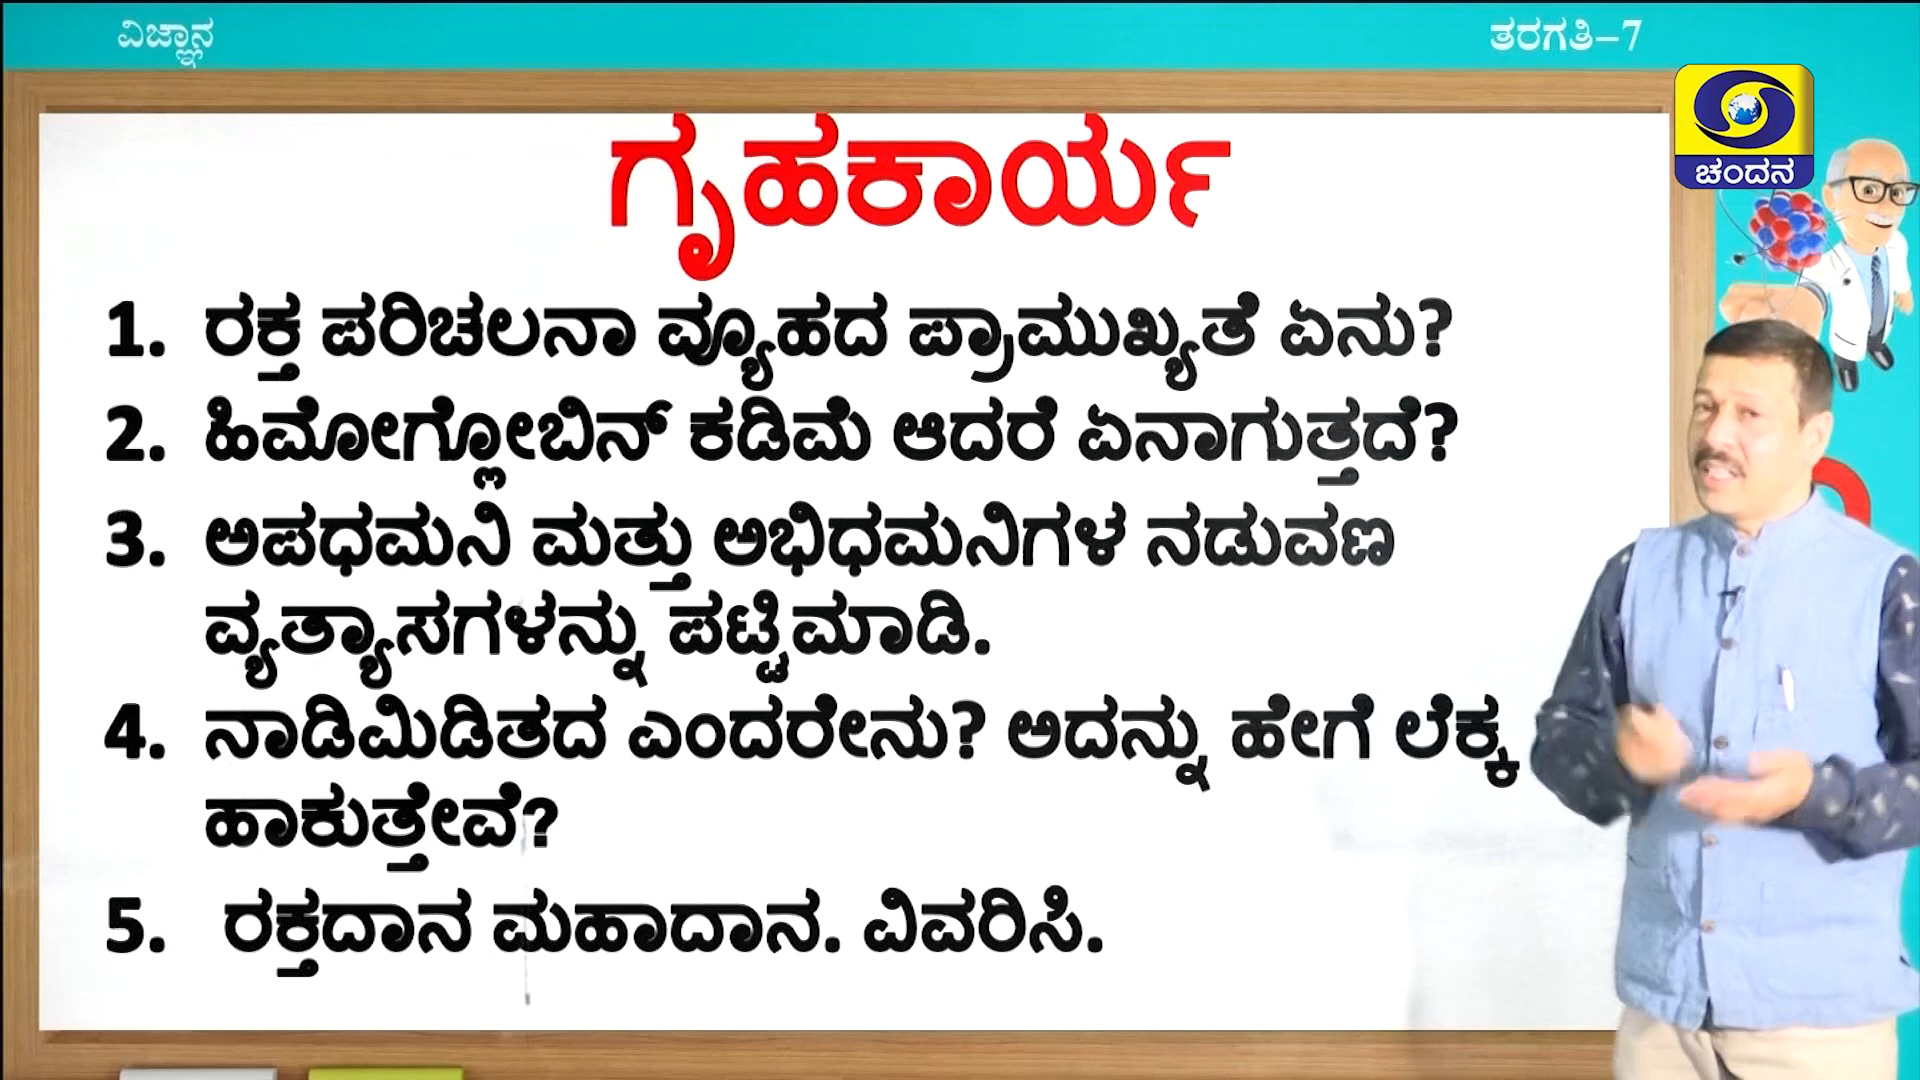 ವಿಜ್ಞಾನ
ತರಗತಿ–7
ಚಂದನ
ಗೃಹಕಾರ್ಯ
1. ರಕ್ತ ಪರಿಚಲನಾ ವ್ಯೂಹದ ಪ್ರಾಮುಖ್ಯತೆ ಏನು?
2. ಹಿಮೋಗ್ಲೋಬಿನ್ ಕಡಿಮೆ ಆದರೆ ಏನಾಗುತ್ತದೆ?
3. ಅಪಧಮನಿ ಮತ್ತು ಅಭಿಧಮನಿಗಳ ನಡುವಣ
ವ್ಯತ್ಯಾಸಗಳನ್ನು ಪಟ್ಟಿಮಾಡಿ.
4. ನಾಡಿಮಿಡಿತದ ಎಂದರೇನು? ಅದನ್ನು ಹೇಗೆ ಲೆಕ್ಕ
ಹಾಕುತ್ತೇವೆ?
5. ರಕ್ತದಾನ ಮಹಾದಾನ. ವಿವರಿಸಿ.